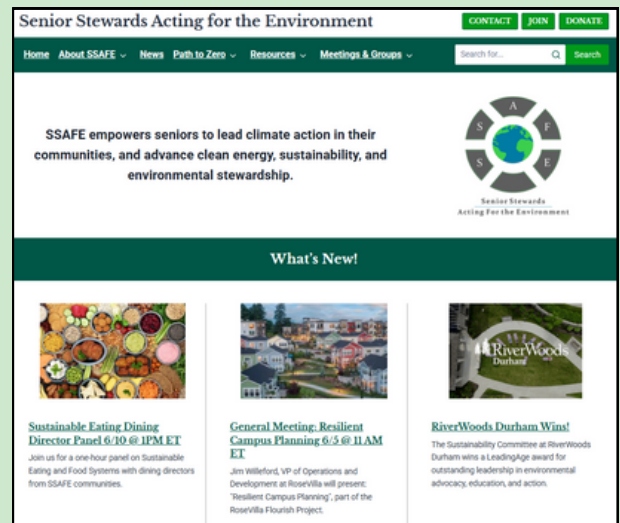 Senior Stewards Acting for the Environment
CONTACT JOIN DONATE
Home About SSAFE News Path to Zero Resources Meetings & Groups
Search for... Search
SSAFE empowers seniors to lead climate action in their
communities, and advance clean energy, sustainability, and
environmental stewardship.
S S A F E
Senior Stewards
Acting For the Environment
What's New!
RiverWoods
Durham
Sustainable Eating Dining
Director Panel 6/10 @ 1PM ET
Join us for a one-hour panel on Sustainable
Eating and Food Systems with dining directors
from SSAFE communities.
General Meeting: Resilient
Campus Planning 6/5 @ 11 AM
ET
Jim Willeford, VP of Operations and
Development at RoseVilla will present:
"Resilient Campus Planning", part of the
RoseVilla Flourish Project.
RiverWoods Durham Wins!
The Sustainability Committee at RiverWoods
Durham wins a LeadingAge award for
outstanding leadership in environmental
advocacy, education, and action.